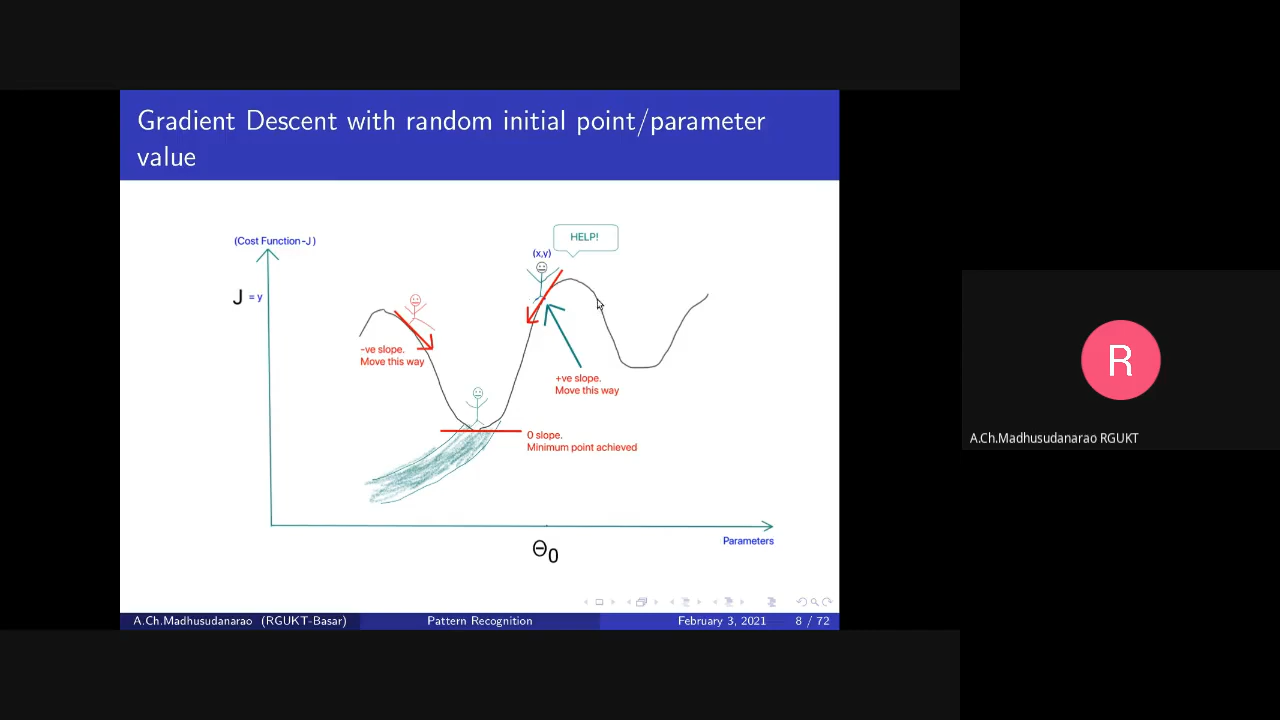 Gradient Descent with random initial point/parameter
value
(Cost Function-J)
HELP!
(x,y)
J = y
-ve slope.
Move this way
+ve slope.
Move this way
0 slope.
Minimum point achieved
Parameters
Θ0
A.Ch.Madhusudanarao (RGUKT-Basar)
Pattern Recognition
February 3, 2021
8 / 72
R
A.Ch.Madhusudanarao RGUKT